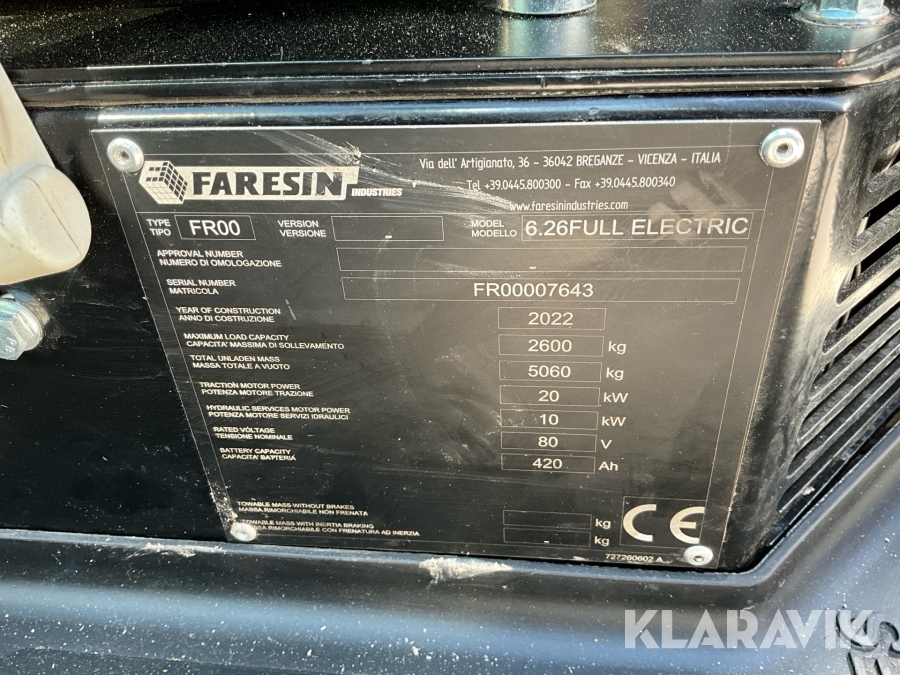 FARESIN INDUSTRIES
Via dell' Artigianato, 36 - 36042 BREGANZE - VICENZA - ITALIA
Tel +39.0445.800300 - Fax +39.0445.800340
www.faresinindustries.com
TYPE TIPO FR00 VERSION VERSIONE - MODEL MODELLO 6.26FULL ELECTRIC
APPROVAL NUMBER
NUMERO DI OMOLOGAZIONE -
SERIAL NUMBER
MATRICOLA FR00007643
YEAR OF CONSTRUCTION
ANNO DI COSTRUZIONE 2022
MAXIMUM LOAD CAPACITY
CAPACITA' MASSIMA DI SOLLEVAMENTO 2600 kg
TOTAL UNLADEN MASS
MASSA TOTALE A VUOTO 5060 kg
TRACTION MOTOR POWER
POTENZA MOTORE TRAZIONE 20 kW
HYDRAULIC SERVICES MOTOR POWER
POTENZA MOTORE SERVIZI IDRAULICI 10 kW
RATED VOLTAGE
TENSIONE NOMINALE 80 V
BATTERY CAPACITY
CAPACITA' BATTERIA 420 Ah
TOWABLE MASS WITHOUT BRAKES
MASSA RIMORCHIABILE NON FRENATA - kg
TOWABLE MASS WITH INERTIA BRAKING
MASSA RIMORCHIABILE CON FRENATURA AD INERZIA - kg
CE
727260602 A
KLARAVIK